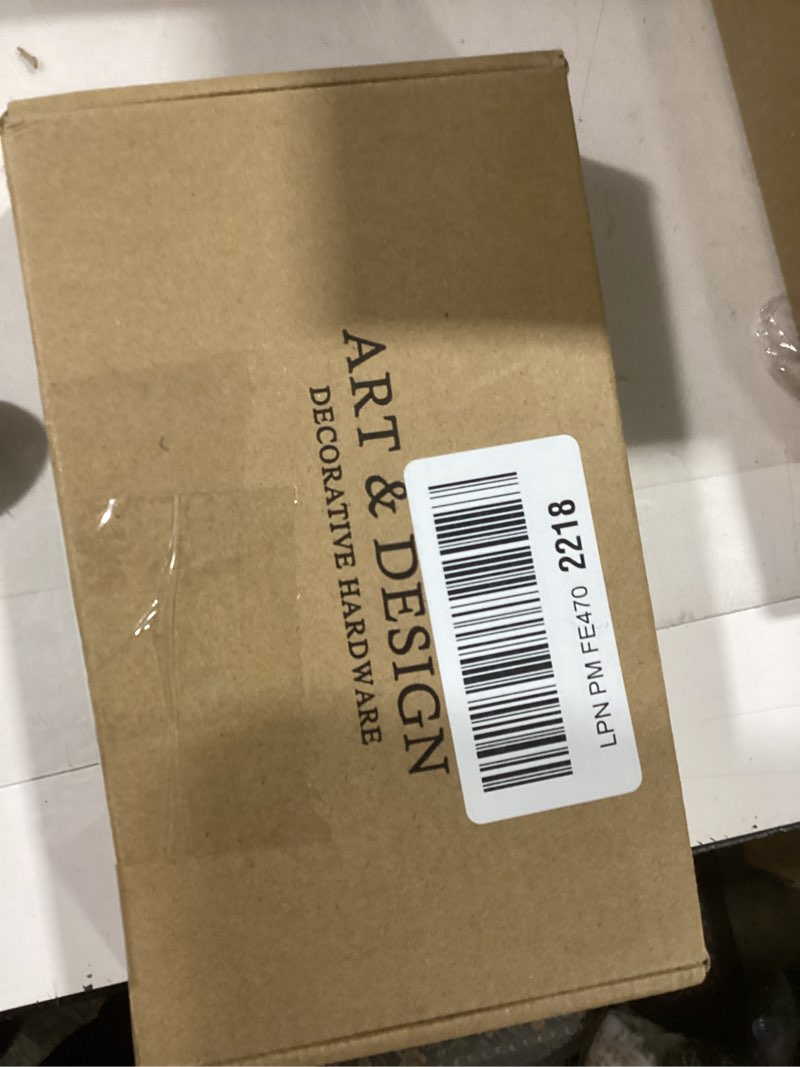 ART & DESIGN
DECORATIVE HARDWARE
LPN PM FE470 2218